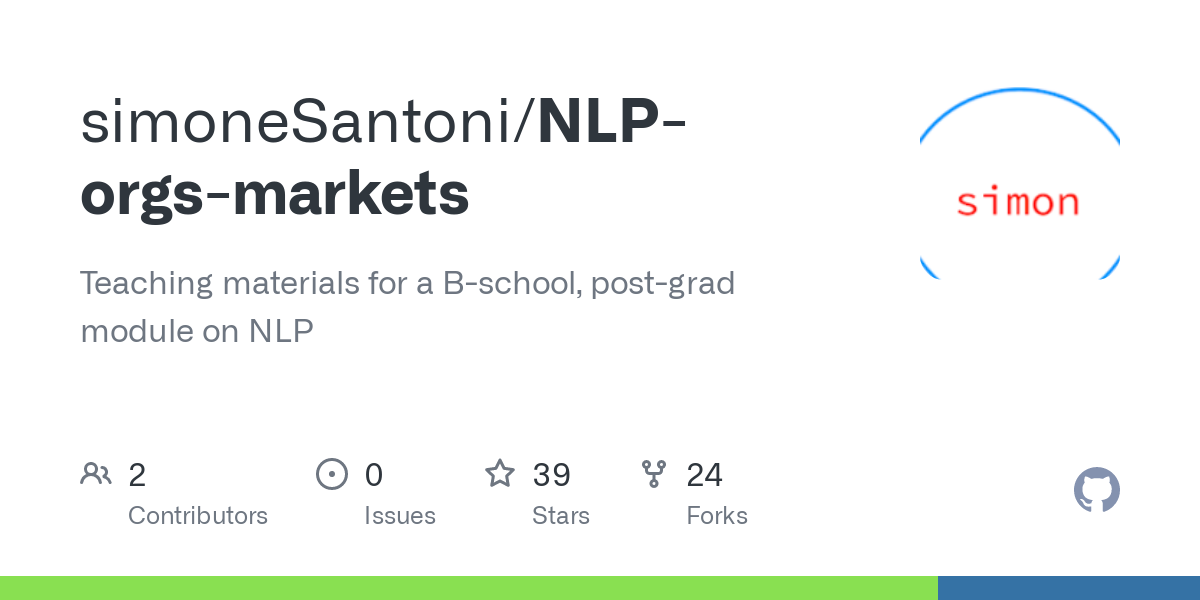 simoneSantoni/NLP-
orgs-markets
simon
Teaching materials for a B-school, post-grad
module on NLP
2
Contributors
0
Issues
39
Stars
24
Forks